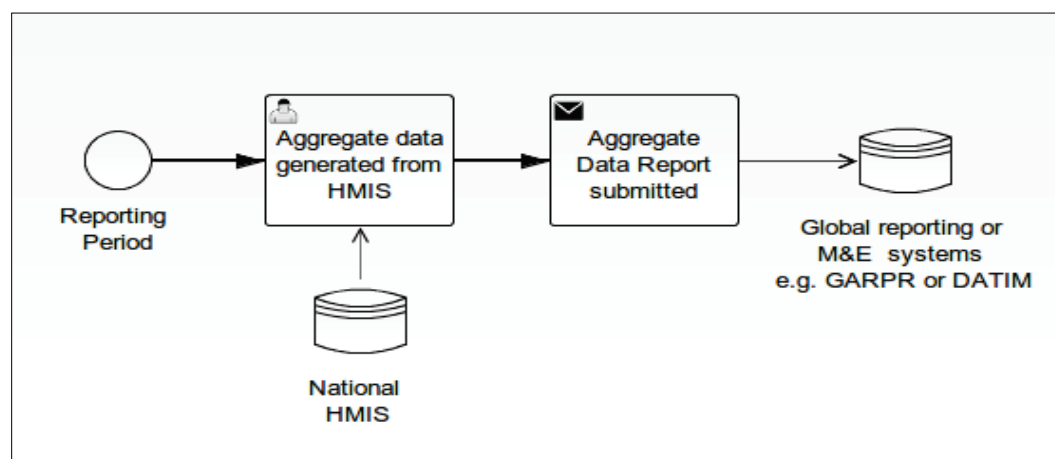 Reporting
Period
Aggregate data
generated from
HMIS
National
HMIS
Aggregate
Data Report
submitted
Global reporting or
M&E systems
e.g. GARPR or DATIM